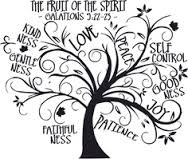 THE FRUIT OF THE SPIRIT
GALATIONS 5:22-23
KIND
NESS
GENTLE
NESS
LOVE
PEACE
SELF
CONTROL
GOOD
NESS
JOY
PATIENCE
FAITHFUL
NESS